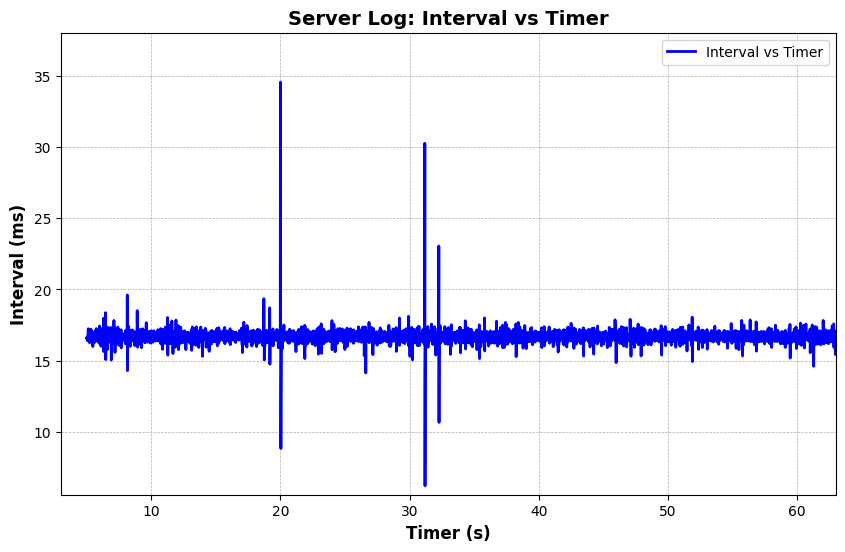 Server Log: Interval vs Timer
Interval vs Timer
Interval (ms)
35
30
25
20
15
10
10 20 30 40 50 60
Timer (s)